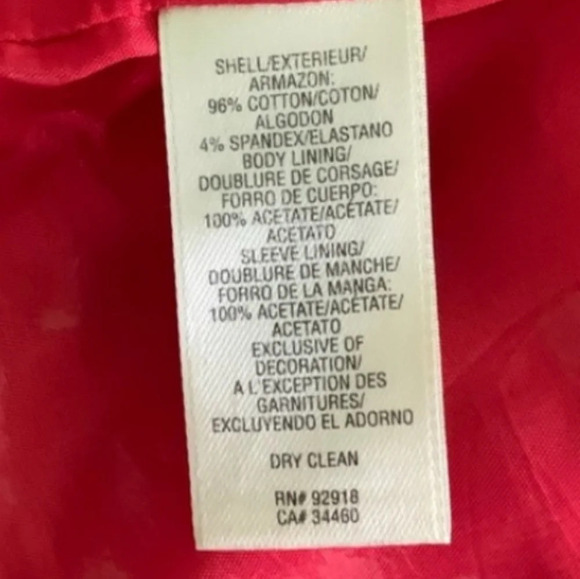 SHELL/EXTERIEUR/
ARMAZON:
96% COTTON/COTON/
ALGODON
4% SPANDEX/ELASTANO
BODY LINING/
DOUBLURE DE CORSAGE/
FORRO DE CUERPO:
100% ACETATE/ACÉTATE/
ACETATO
SLEEVE LINING/
DOUBLURE DE MANCHE/
FORRO DE LA MANGA:
100% ACETATE/ACÉTATE/
ACETATO
EXCLUSIVE OF
DECORATION/
A L'EXCEPTION DES
GARNITURES/
EXCLUYENDO EL ADORNO
DRY CLEAN
RN# 92918
CA# 34460